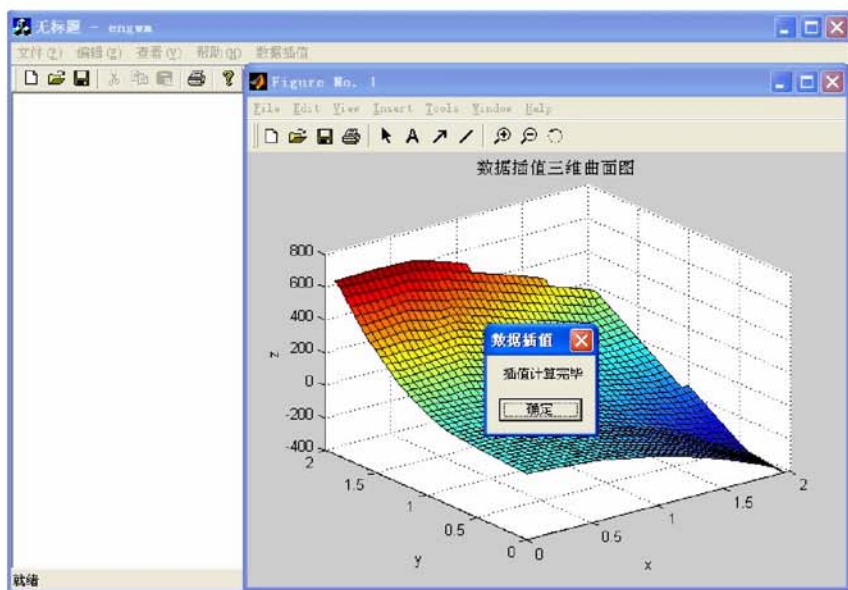 无标题 - engwm
文件(F) 编辑(E) 查看(V) 帮助(H) 数据插值
Figure No. 1
File Edit View Insert Tools Window Help
A
数据插值三维曲面图
800
600
400
200
0
-200
-400
z
2
1.5
1
0.5
0
y
0
0.5
1
1.5
2
x
数据插值
插值计算完毕
确定
就绪